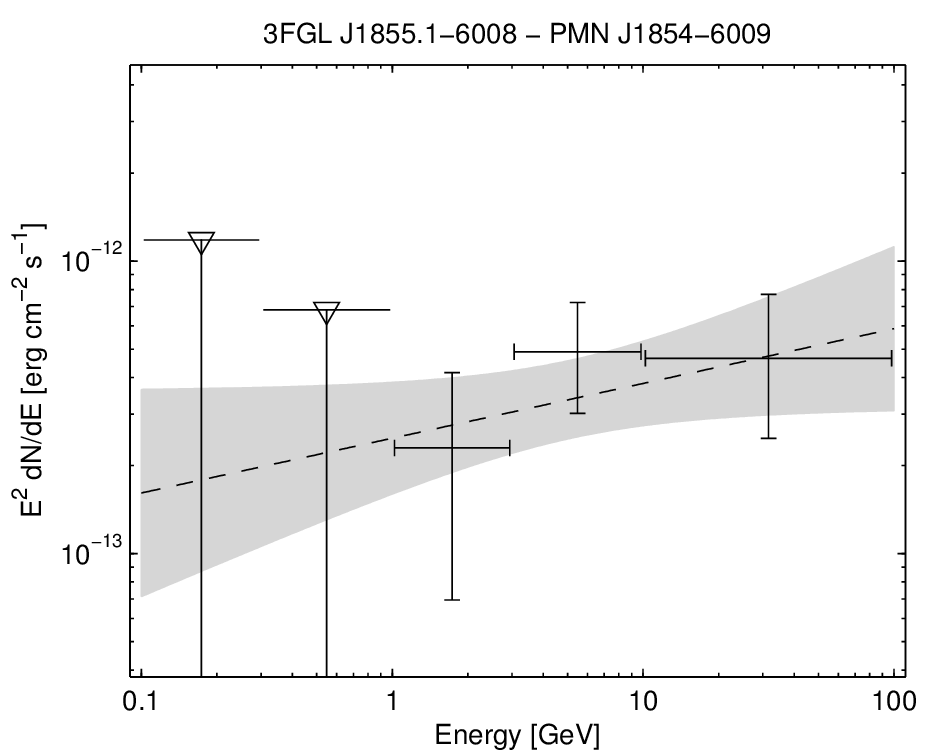 3FGL J1855.1−6008 − PMN J1854−6009
E² dN/dE [erg cm⁻² s⁻¹]
10⁻¹²
10⁻¹³
0.1 1 10 100
Energy [GeV]